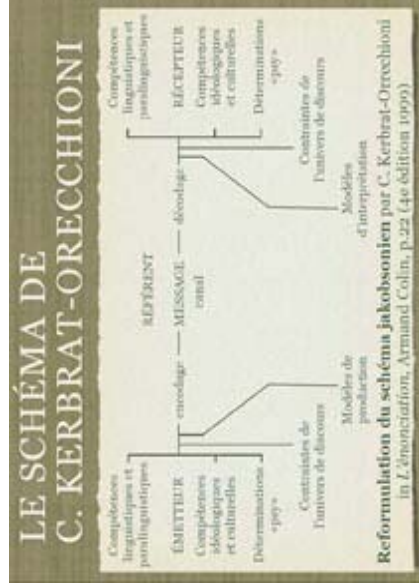 LE SCHÉMA DE
C. KERBRAT-ORECCHIONI
Compétences
linguistiques et
paralinguistiques
ÉMETTEUR
Compétences
idéologiques
et culturelles
Déterminations
«psy»
Contraintes de
l'univers de discours
Modèles de
production
RÉFÉRENT
encodage — MESSAGE — décodage
canal
Compétences
linguistiques et
paralinguistiques
RÉCEPTEUR
Compétences
idéologiques
et culturelles
Déterminations
«psy»
Contraintes de
l'univers de discours
Modèles
d'interprétation
Reformulation du schéma jakobsonien par C. Kerbrat-Orrechioni
in L'énonciation, Armand Colin, p.22 (4e édition 1999)